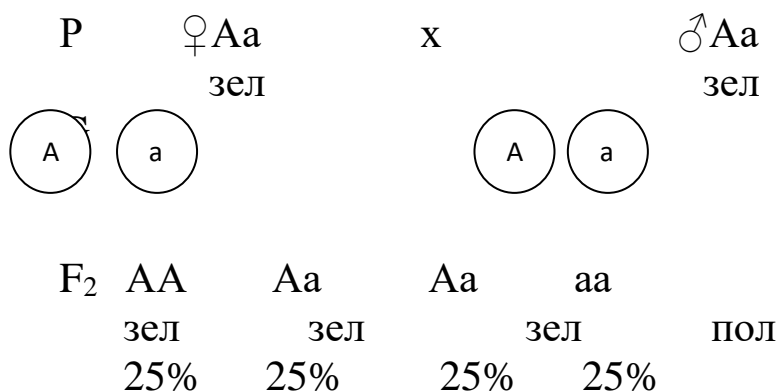 P ♀Aa x ♂Aa
зел зел
A a A a
F₂ AA Aa Aa aa
зел зел зел пол
25% 25% 25% 25%